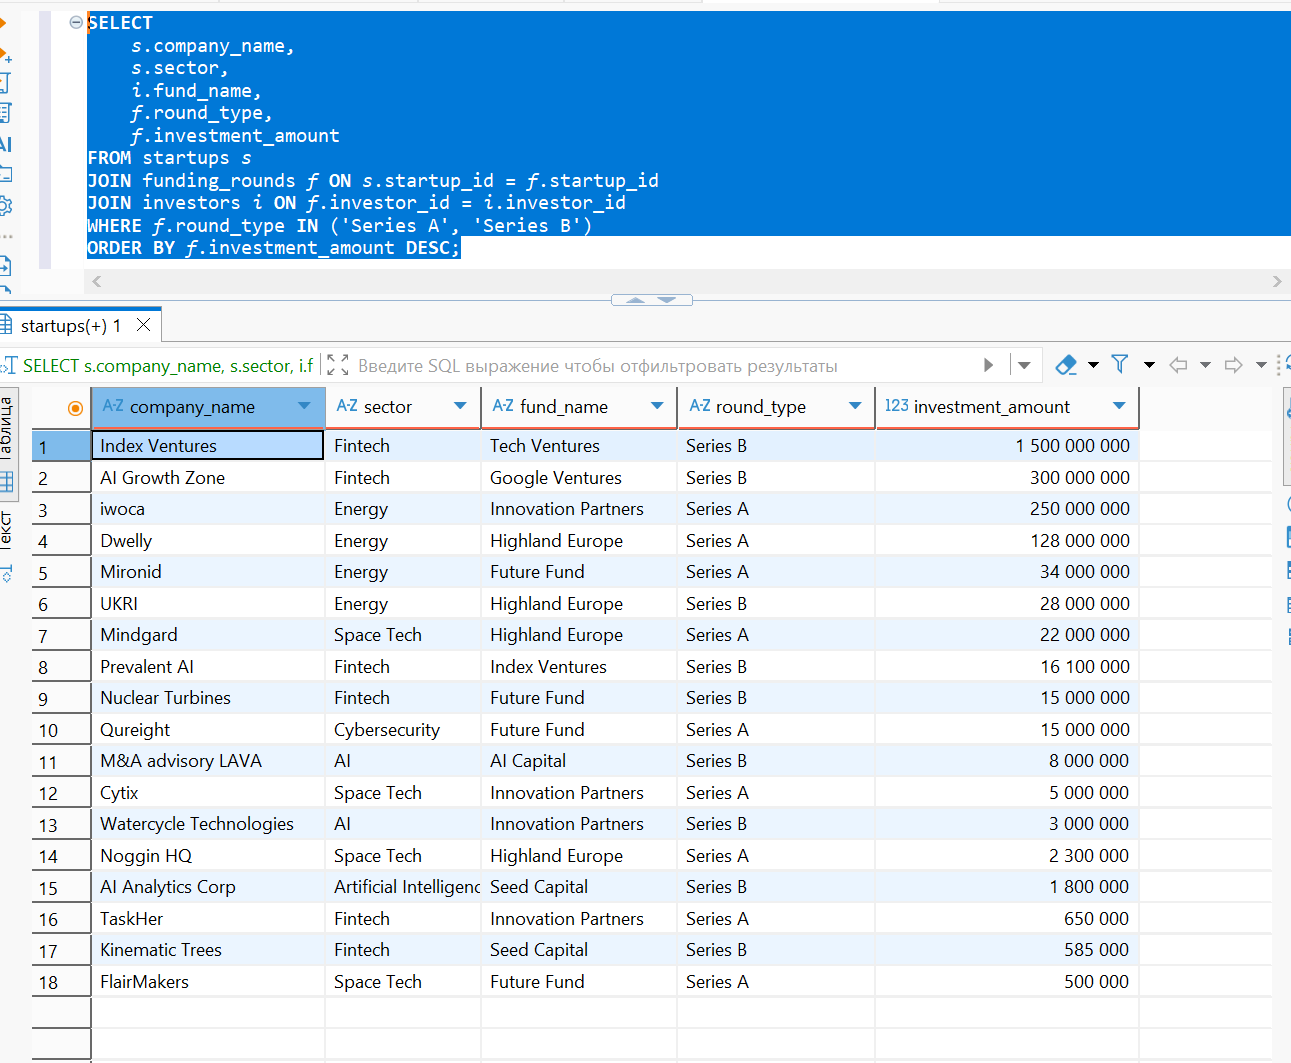 SELECT
s.company_name,
s.sector,
i.fund_name,
f.round_type,
f.investment_amount
FROM startups s
JOIN funding_rounds f ON s.startup_id = f.startup_id
JOIN investors i ON f.investor_id = i.investor_id
WHERE f.round_type IN ('Series A', 'Series B')
ORDER BY f.investment_amount DESC;
AI
startups(+) 1
SELECT s.company_name, s.sector, i.f
Введите SQL выражение чтобы отфильтровать результаты
Таблица
Текст
A-Z company_name A-Z sector A-Z fund_name A-Z round_type 123 investment_amount
1 Index Ventures Fintech Tech Ventures Series B 1 500 000 000
2 AI Growth Zone Fintech Google Ventures Series B 300 000 000
3 iwoca Energy Innovation Partners Series A 250 000 000
4 Dwelly Energy Highland Europe Series A 128 000 000
5 Mironid Energy Future Fund Series A 34 000 000
6 UKRI Energy Highland Europe Series B 28 000 000
7 Mindgard Space Tech Highland Europe Series A 22 000 000
8 Prevalent AI Fintech Index Ventures Series B 16 100 000
9 Nuclear Turbines Fintech Future Fund Series B 15 000 000
10 Qureight Cybersecurity Future Fund Series A 15 000 000
11 M&A advisory LAVA AI AI Capital Series B 8 000 000
12 Cytix Space Tech Innovation Partners Series A 5 000 000
13 Watercycle Technologies AI Innovation Partners Series B 3 000 000
14 Noggin HQ Space Tech Highland Europe Series A 2 300 000
15 AI Analytics Corp Artificial Intelligenc Seed Capital Series B 1 800 000
16 TaskHer Fintech Innovation Partners Series A 650 000
17 Kinematic Trees Fintech Seed Capital Series B 585 000
18 FlairMakers Space Tech Future Fund Series A 500 000